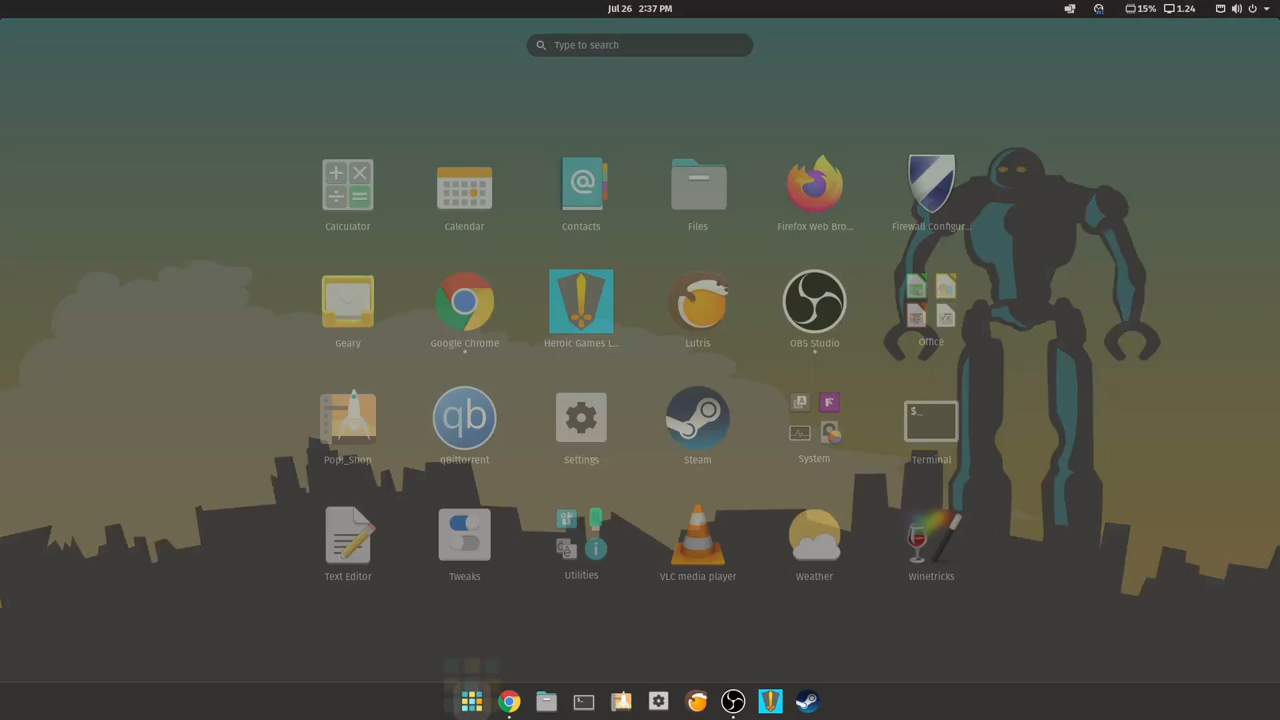 Jul 26 2:37 PM
15% 1.24
Type to search
Calculator Calendar Contacts Files Firefox Web Bro... Firewall Configur...
Geary Google Chrome Heroic Games L... Lutris OBS Studio Office
qb
$_
Pop!_Shop qBittorrent Settings Steam System Terminal
Text Editor Tweaks Utilities VLC media player Weather Winetricks